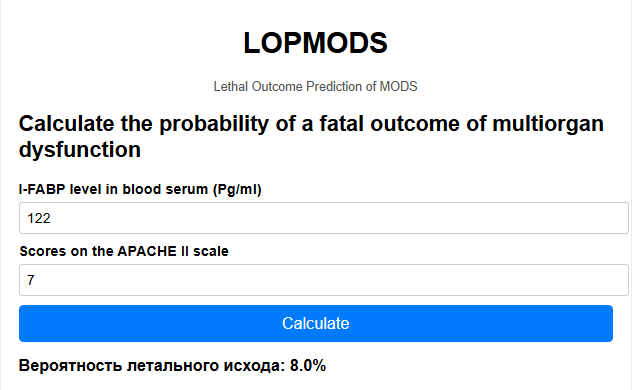 LOPMODS
Lethal Outcome Prediction of MODS
Calculate the probability of a fatal outcome of multiorgan
dysfunction
I-FABP level in blood serum (Pg/ml)
122
Scores on the APACHE II scale
7
Calculate
Вероятность летального исхода: 8.0%